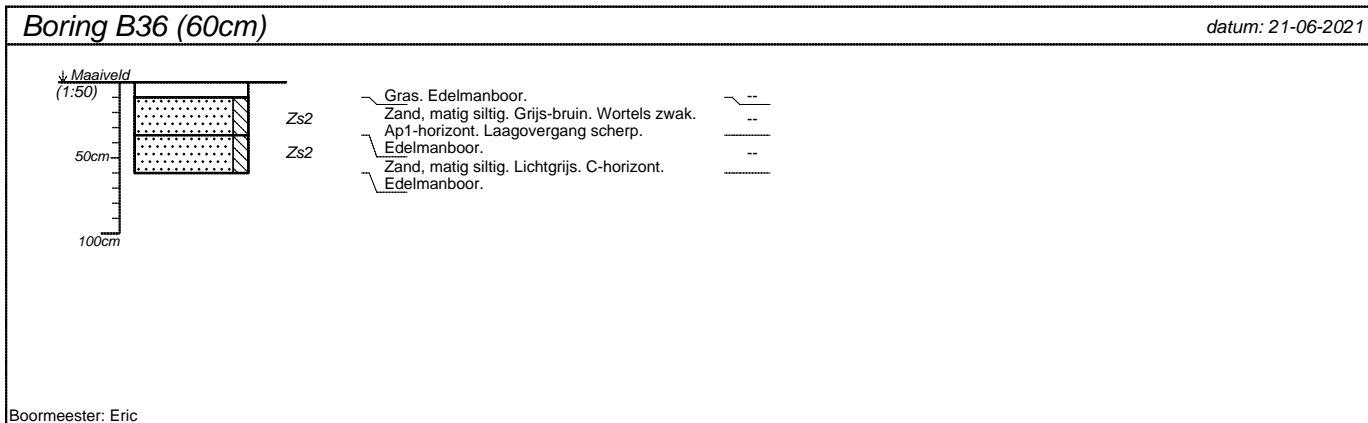 Boring B36 (60cm)
datum: 21-06-2021
Maaiveld
(1:50)
Gras. Edelmanboor.
--
Zs2
Zand, matig siltig. Grijs-bruin. Wortels zwak.
Ap1-horizont. Laagovergang scherp.
Edelmanboor.
--
50cm
Zs2
Zand, matig siltig. Lichtgrijs. C-horizont.
Edelmanboor.
--
100cm
Boormeester: Eric